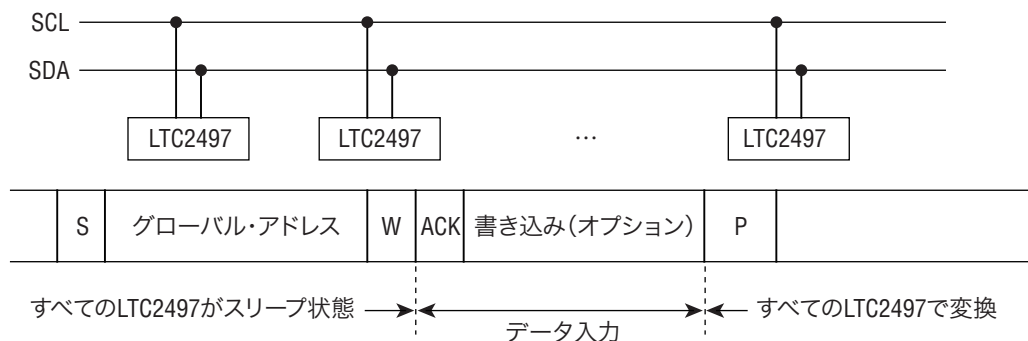 SCL
SDA
LTC2497 LTC2497 … LTC2497
S グローバル・アドレス W ACK 書き込み(オプション) P
すべてのLTC2497がスリープ状態 データ入力 すべてのLTC2497で変換